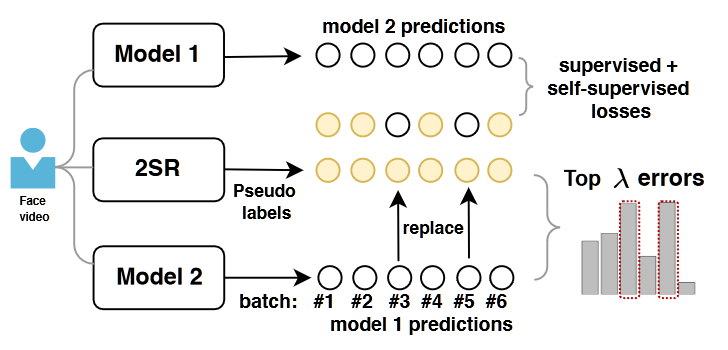 model 2 predictions
Model 1
supervised +
self-supervised
losses
2SR
Pseudo
labels
Face
video
Top λ errors
replace
Model 2
batch: #1 #2 #3 #4 #5 #6
model 1 predictions